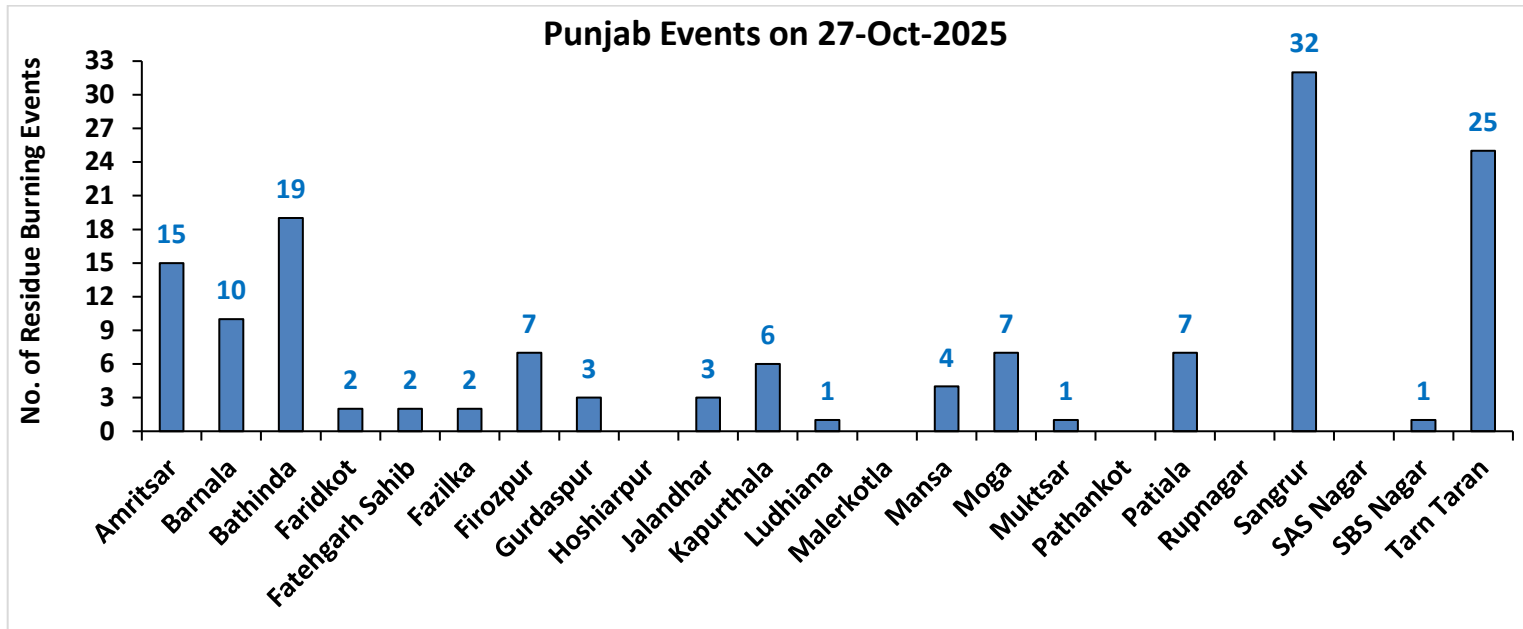 Punjab Events on 27-Oct-2025
No. of Residue Burning Events
33
30
27
24
21
18
15
12
9
6
3
0
15
10
19
2
2
2
7
3
3
6
1
4
7
1
7
32
1
25
Amritsar
Barnala
Bathinda
Faridkot
Fatehgarh Sahib
Fazilka
Firozpur
Gurdaspur
Hoshiarpur
Jalandhar
Kapurthala
Ludhiana
Malerkotla
Mansa
Moga
Muktsar
Pathankot
Patiala
Rupnagar
Sangrur
SAS Nagar
SBS Nagar
Tarn Taran